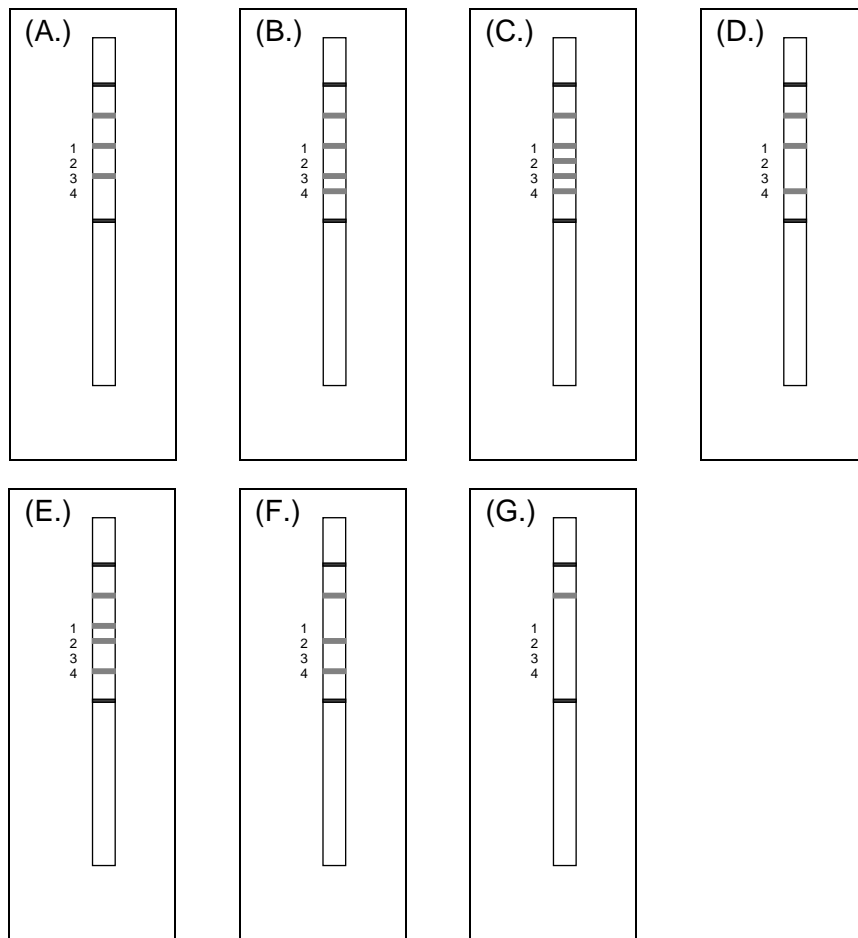 (A.) (B.) (C.) (D.)
1 1 1 1
2 2 2 2
3 3 3 3
4 4 4 4
(E.) (F.) (G.)
1 1 1
2 2 2
3 3 3
4 4 4